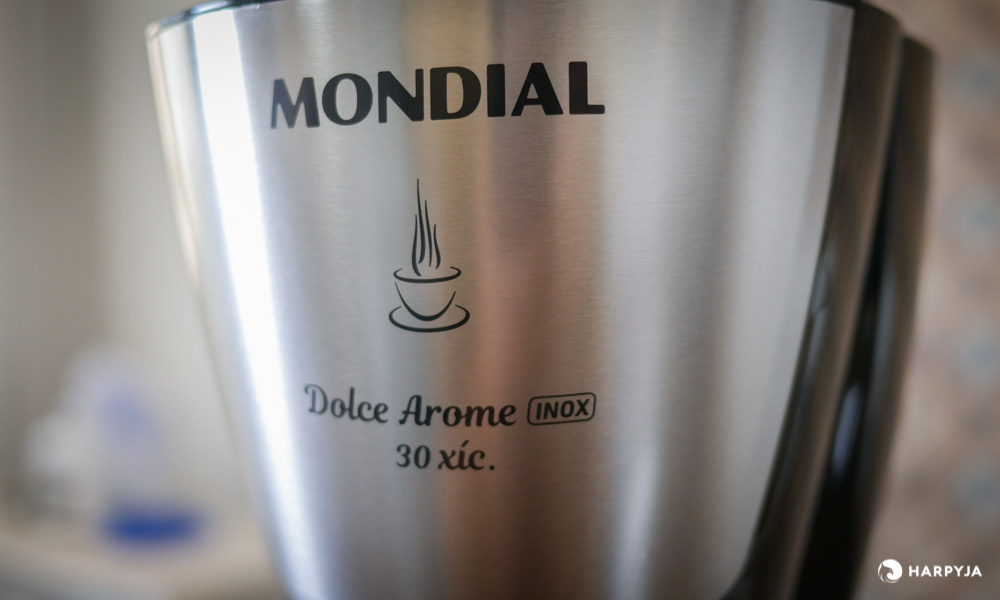 MONDIAL
Dolce Arome INOX
30 xíc.
HARPYJA